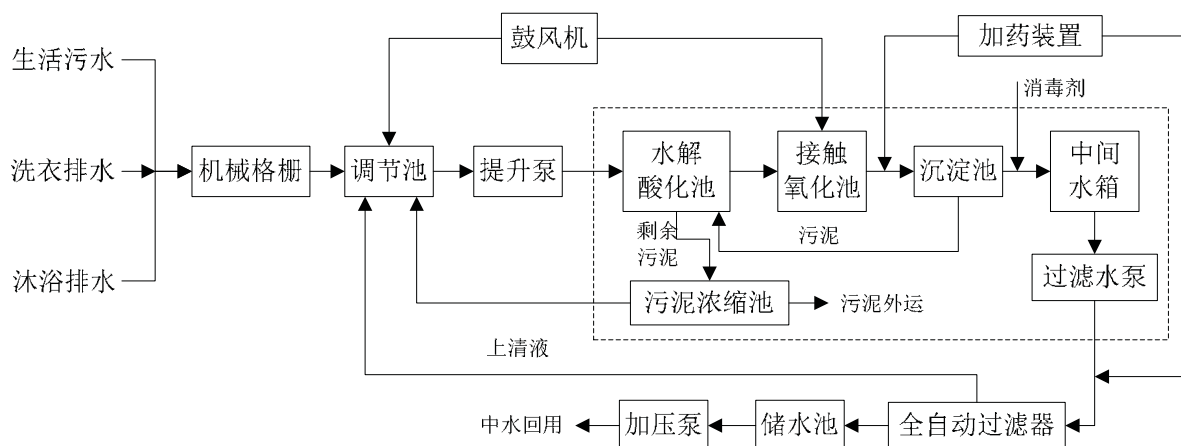 鼓风机
加药装置
生活污水
消毒剂
洗衣排水
机械格栅
调节池
提升泵
水解
酸化池
接触
氧化池
沉淀池
中间
水箱
剩余
污泥
污泥
沐浴排水
过滤水泵
污泥浓缩池
污泥外运
上清液
中水回用
加压泵
储水池
全自动过滤器